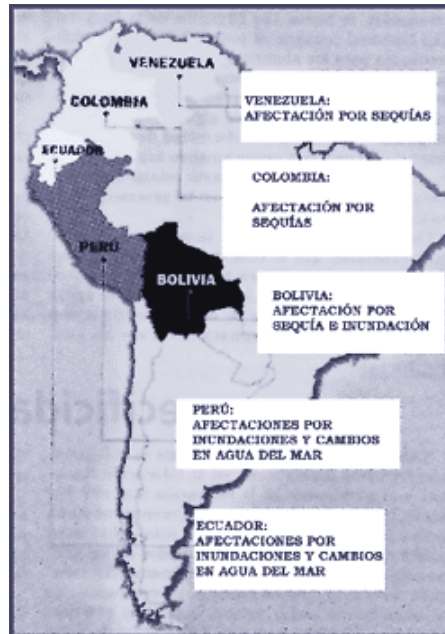 VENEZUELA
COLOMBIA
ECUADOR
PERÚ
BOLIVIA
VENEZUELA:
AFECTACIÓN POR SEQUÍAS
COLOMBIA:
AFECTACIÓN POR
SEQUÍAS
BOLIVIA:
AFECTACIÓN POR
SEQUÍA E INUNDACIÓN
PERÚ:
AFECTACIONES POR
INUNDACIONES Y CAMBIOS
EN AGUA DEL MAR
ECUADOR:
AFECTACIONES POR
INUNDACIONES Y CAMBIOS
EN AGUA DEL MAR